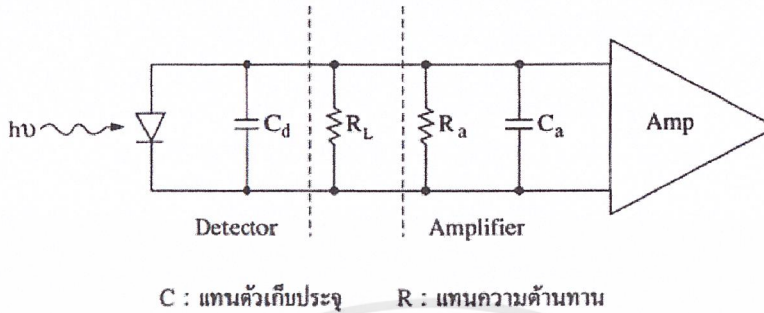 hυ
C_d
R_L
R_a
C_a
Amp
Detector
Amplifier
C : แทนตัวเก็บประจุ R : แทนความต้านทาน